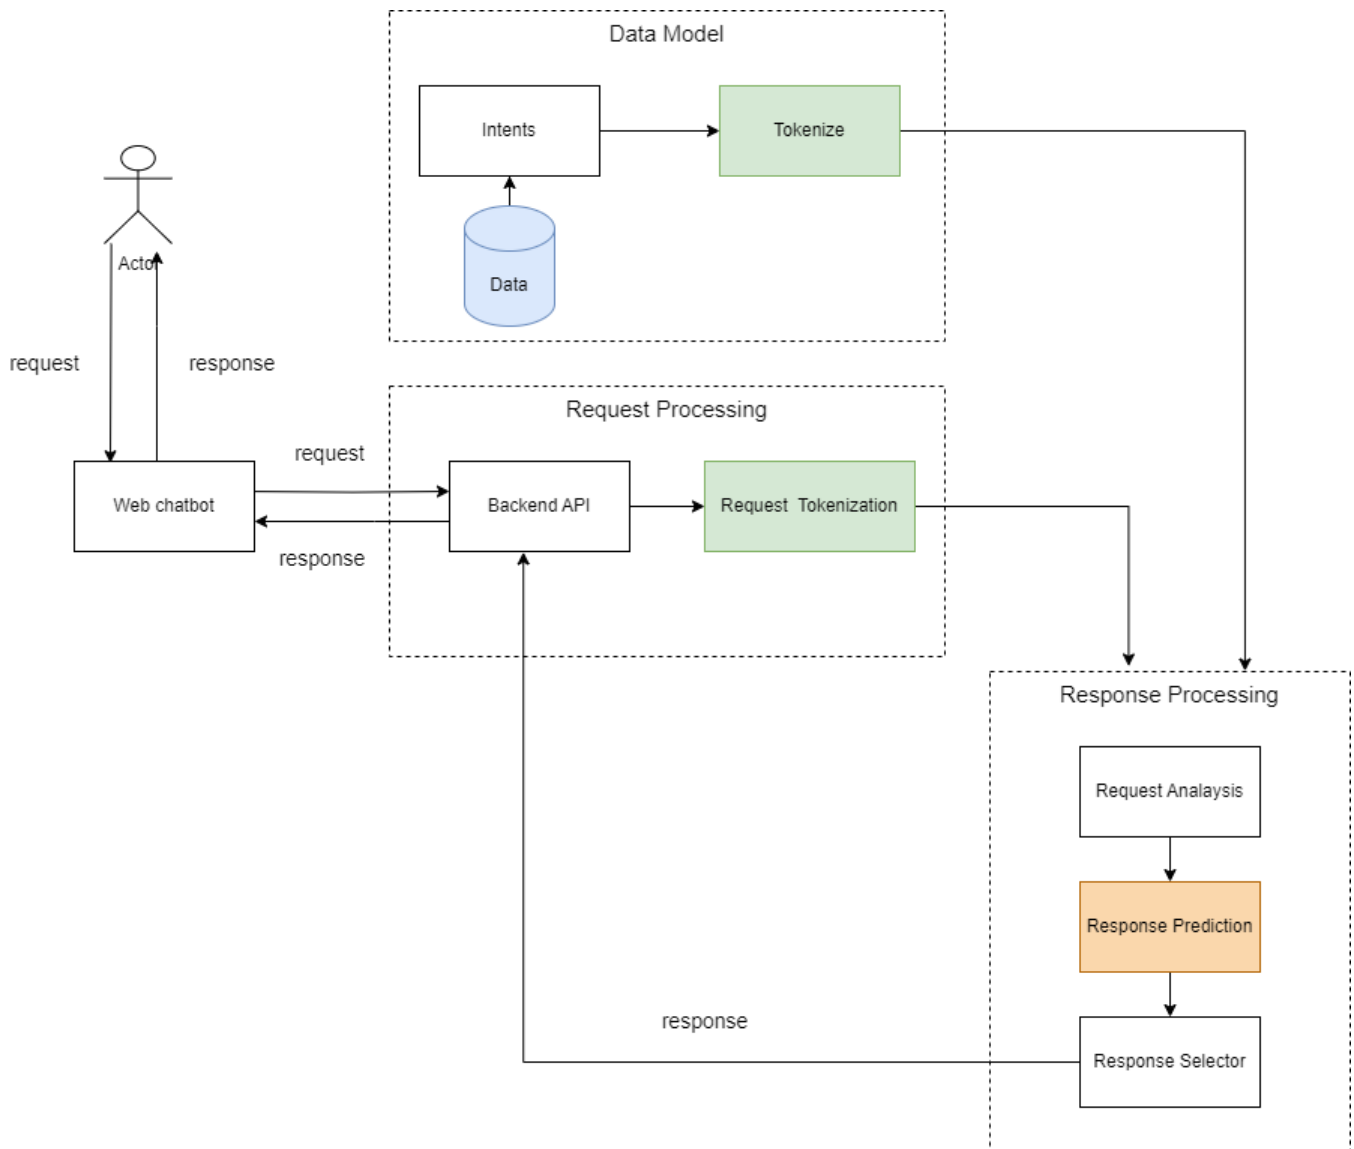 Data Model
Intents
Tokenize
Data
Actor
request
response
Request Processing
request
Web chatbot
Backend API
Request Tokenization
response
Response Processing
Request Analaysis
Response Prediction
response
Response Selector